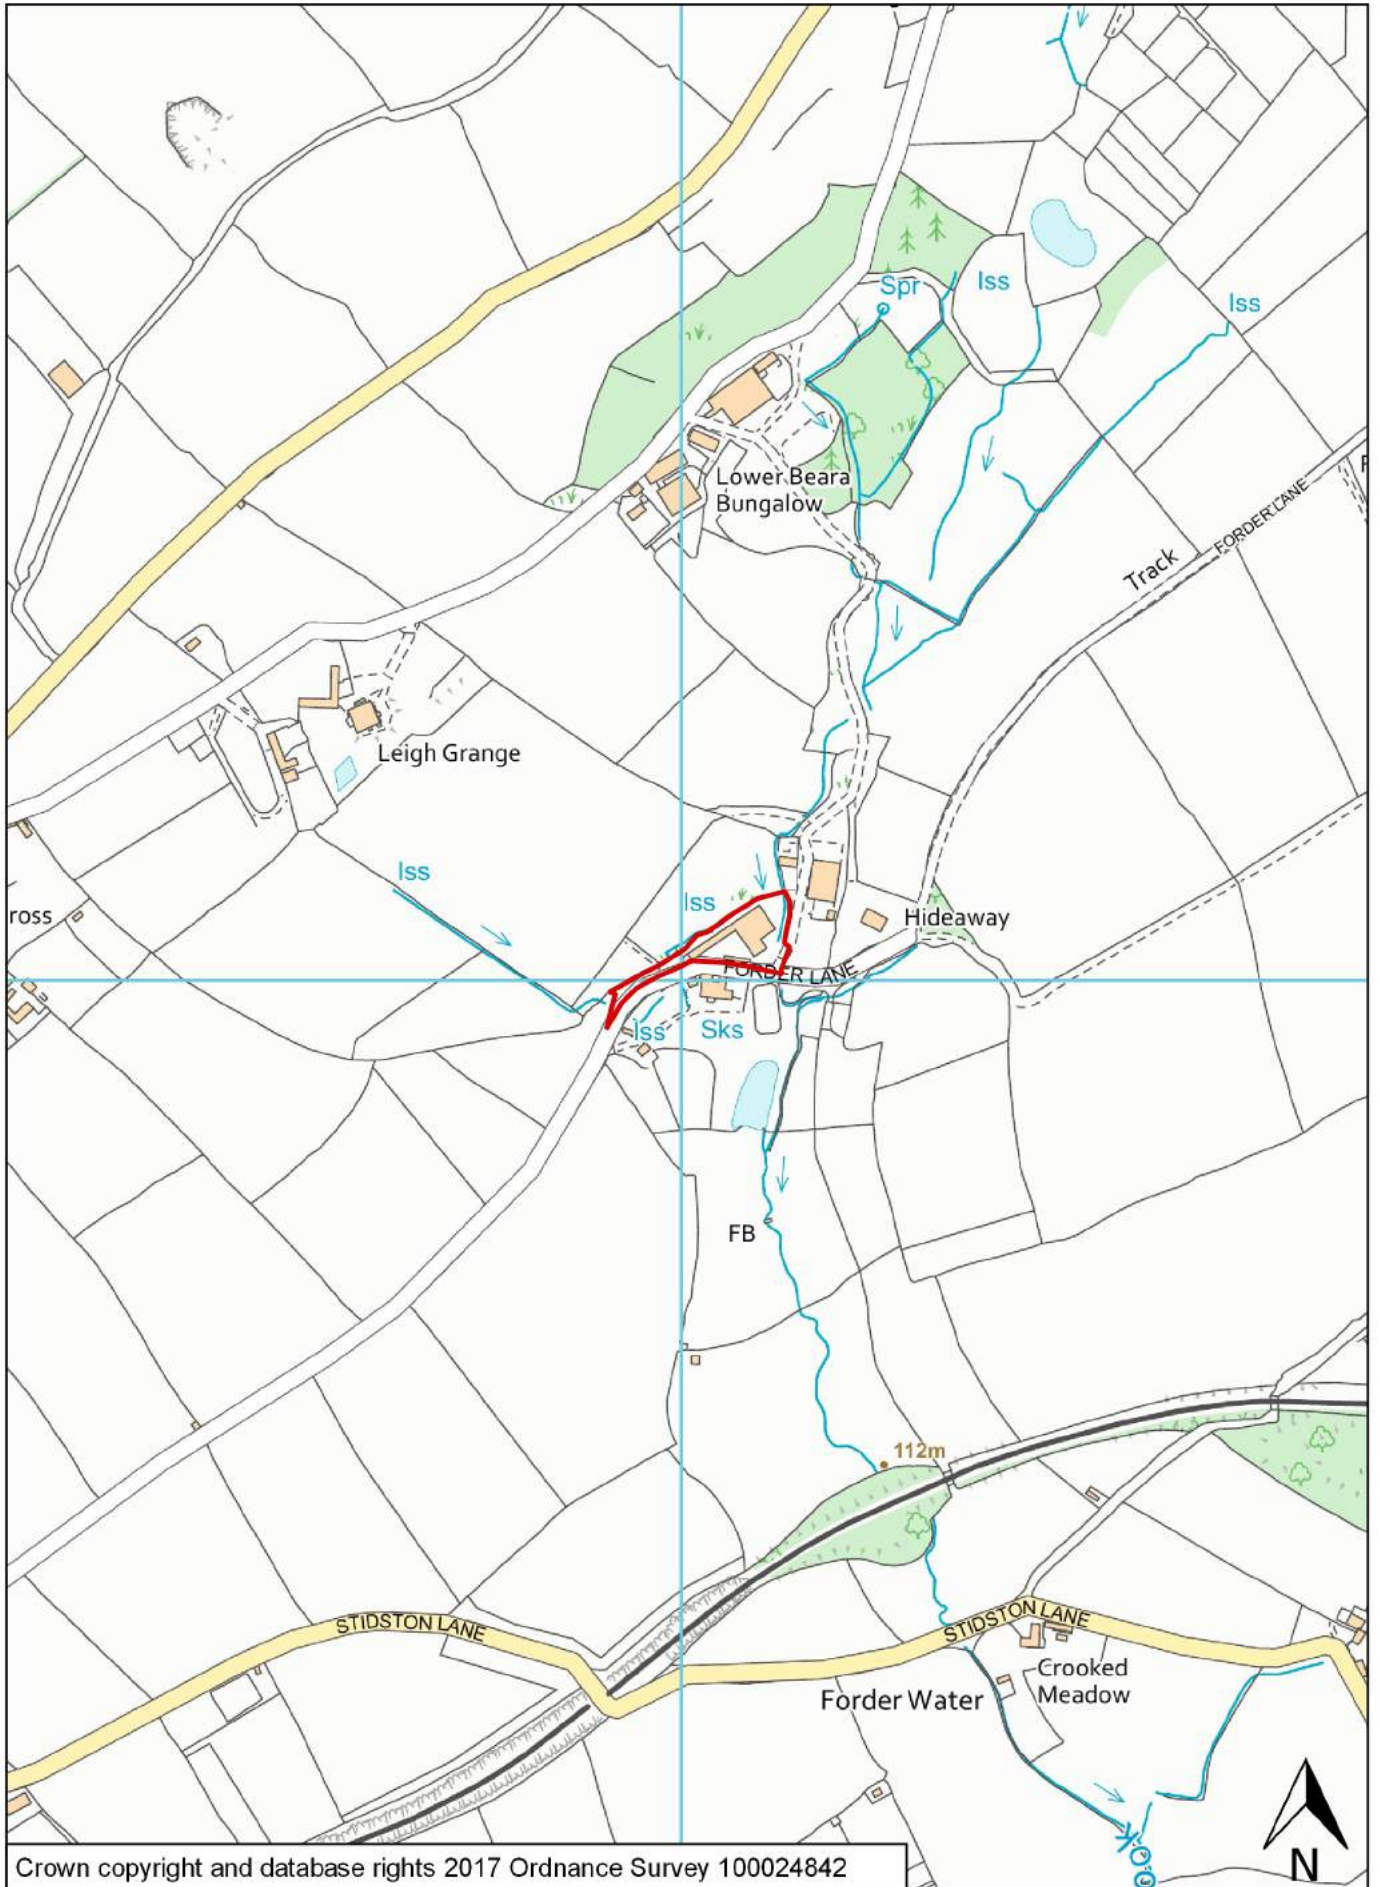 Spr
Iss
Iss
Lower Beara
Bungalow
FORDER LANE
Track
Leigh Grange
Iss
Iss
ross
Hideaway
FORDER LANE
Iss
Sks
FB
112m
STIDSTON LANE
STIDSTON LANE
Crooked
Meadow
Forder Water
OOK
N
Crown copyright and database rights 2017 Ordnance Survey 100024842